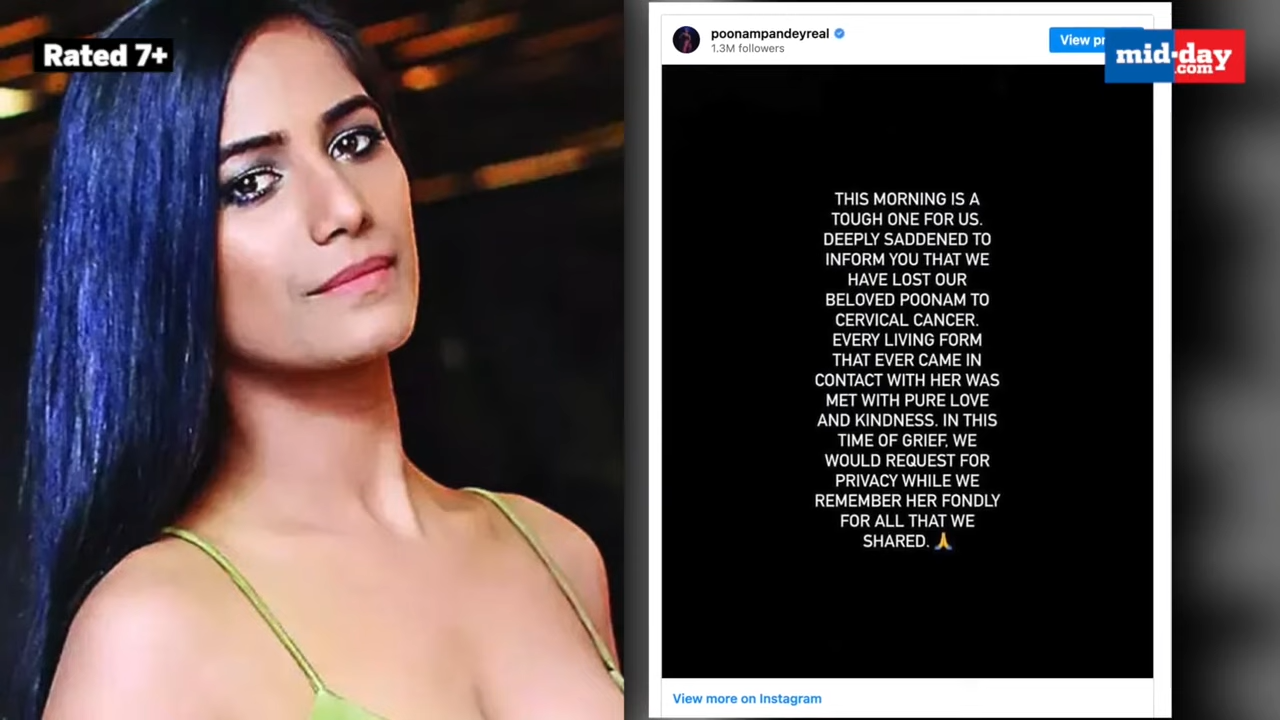 Rated 7+
poonampandeyreal
1.3M followers
View pr
mid-day
.com
THIS MORNING IS A
TOUGH ONE FOR US.
DEEPLY SADDENED TO
INFORM YOU THAT WE
HAVE LOST OUR
BELOVED POONAM TO
CERVICAL CANCER.
EVERY LIVING FORM
THAT EVER CAME IN
CONTACT WITH HER WAS
MET WITH PURE LOVE
AND KINDNESS. IN THIS
TIME OF GRIEF, WE
WOULD REQUEST FOR
PRIVACY WHILE WE
REMEMBER HER FONDLY
FOR ALL THAT WE
SHARED. 🙏
View more on Instagram